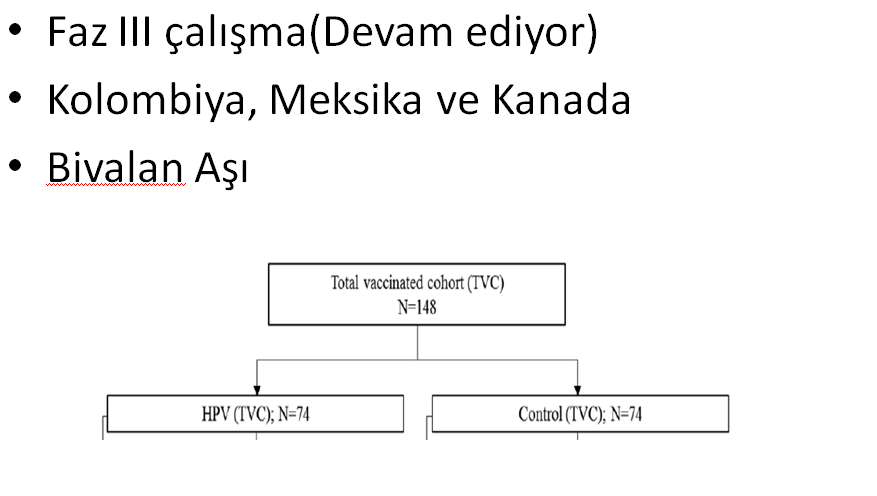 • Faz III çalışma(Devam ediyor)
• Kolombiya, Meksika ve Kanada
• Bivalan Aşı
Total vaccinated cohort (TVC)
N=148
HPV (TVC); N=74
Control (TVC); N=74